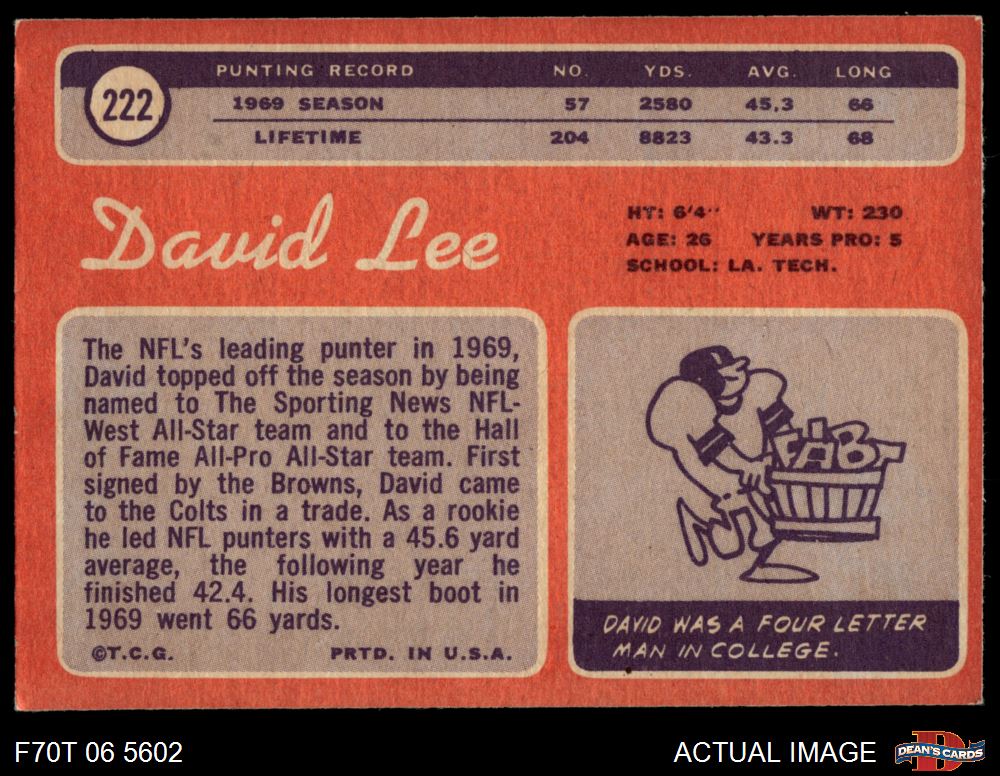 222
PUNTING RECORD NO. YDS. AVG. LONG
1969 SEASON 57 2580 45.3 66
LIFETIME 204 8823 43.3 68
David Lee
HT: 6'4" WT: 230
AGE: 26 YEARS PRO: 5
SCHOOL: LA. TECH.
The NFL's leading punter in 1969,
David topped off the season by being
named to The Sporting News NFL-
West All-Star team and to the Hall
of Fame All-Pro All-Star team. First
signed by the Browns, David came
to the Colts in a trade. As a rookie
he led NFL punters with a 45.6 yard
average, the following year he
finished 42.4. His longest boot in
1969 went 66 yards.
©T.C.G. PRTD. IN U.S.A.
DAVID WAS A FOUR LETTER
MAN IN COLLEGE.
F70T 06 5602
ACTUAL IMAGE
D
DEAN'S CARDS